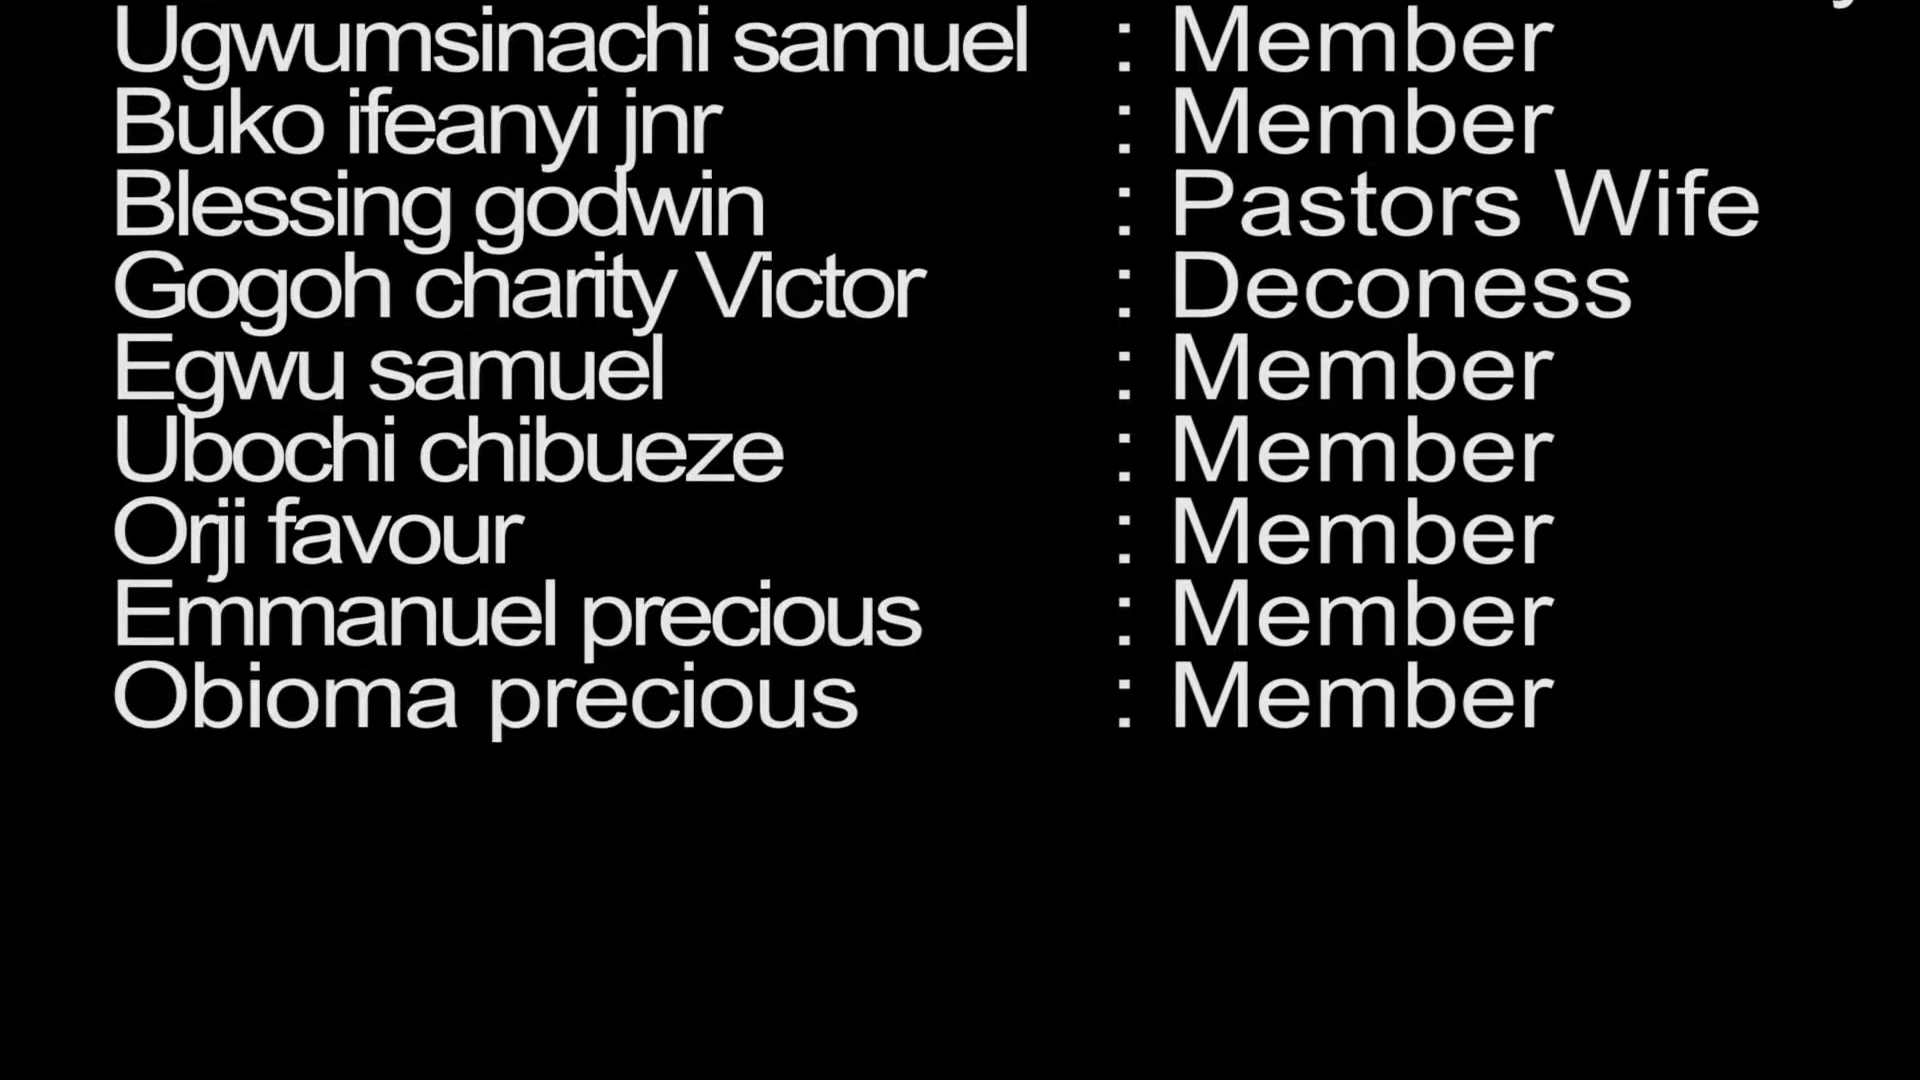 Ugwumsinachi samuel : Member
Buko ifeanyi jnr : Member
Blessing godwin : Pastors Wife
Gogoh charity Victor : Deconess
Egwu samuel : Member
Ubochi chibueze : Member
Orji favour : Member
Emmanuel precious : Member
Obioma precious : Member